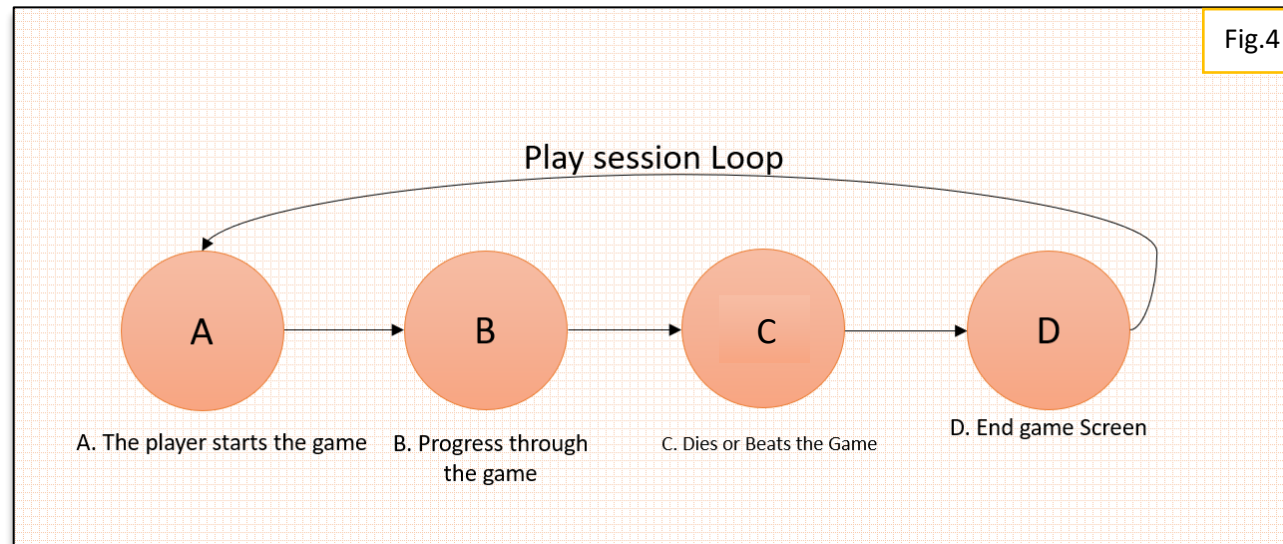 Fig.4
Play session Loop
A
B
C
D
A. The player starts the game
B. Progress through
the game
C. Dies or Beats the Game
D. End game Screen